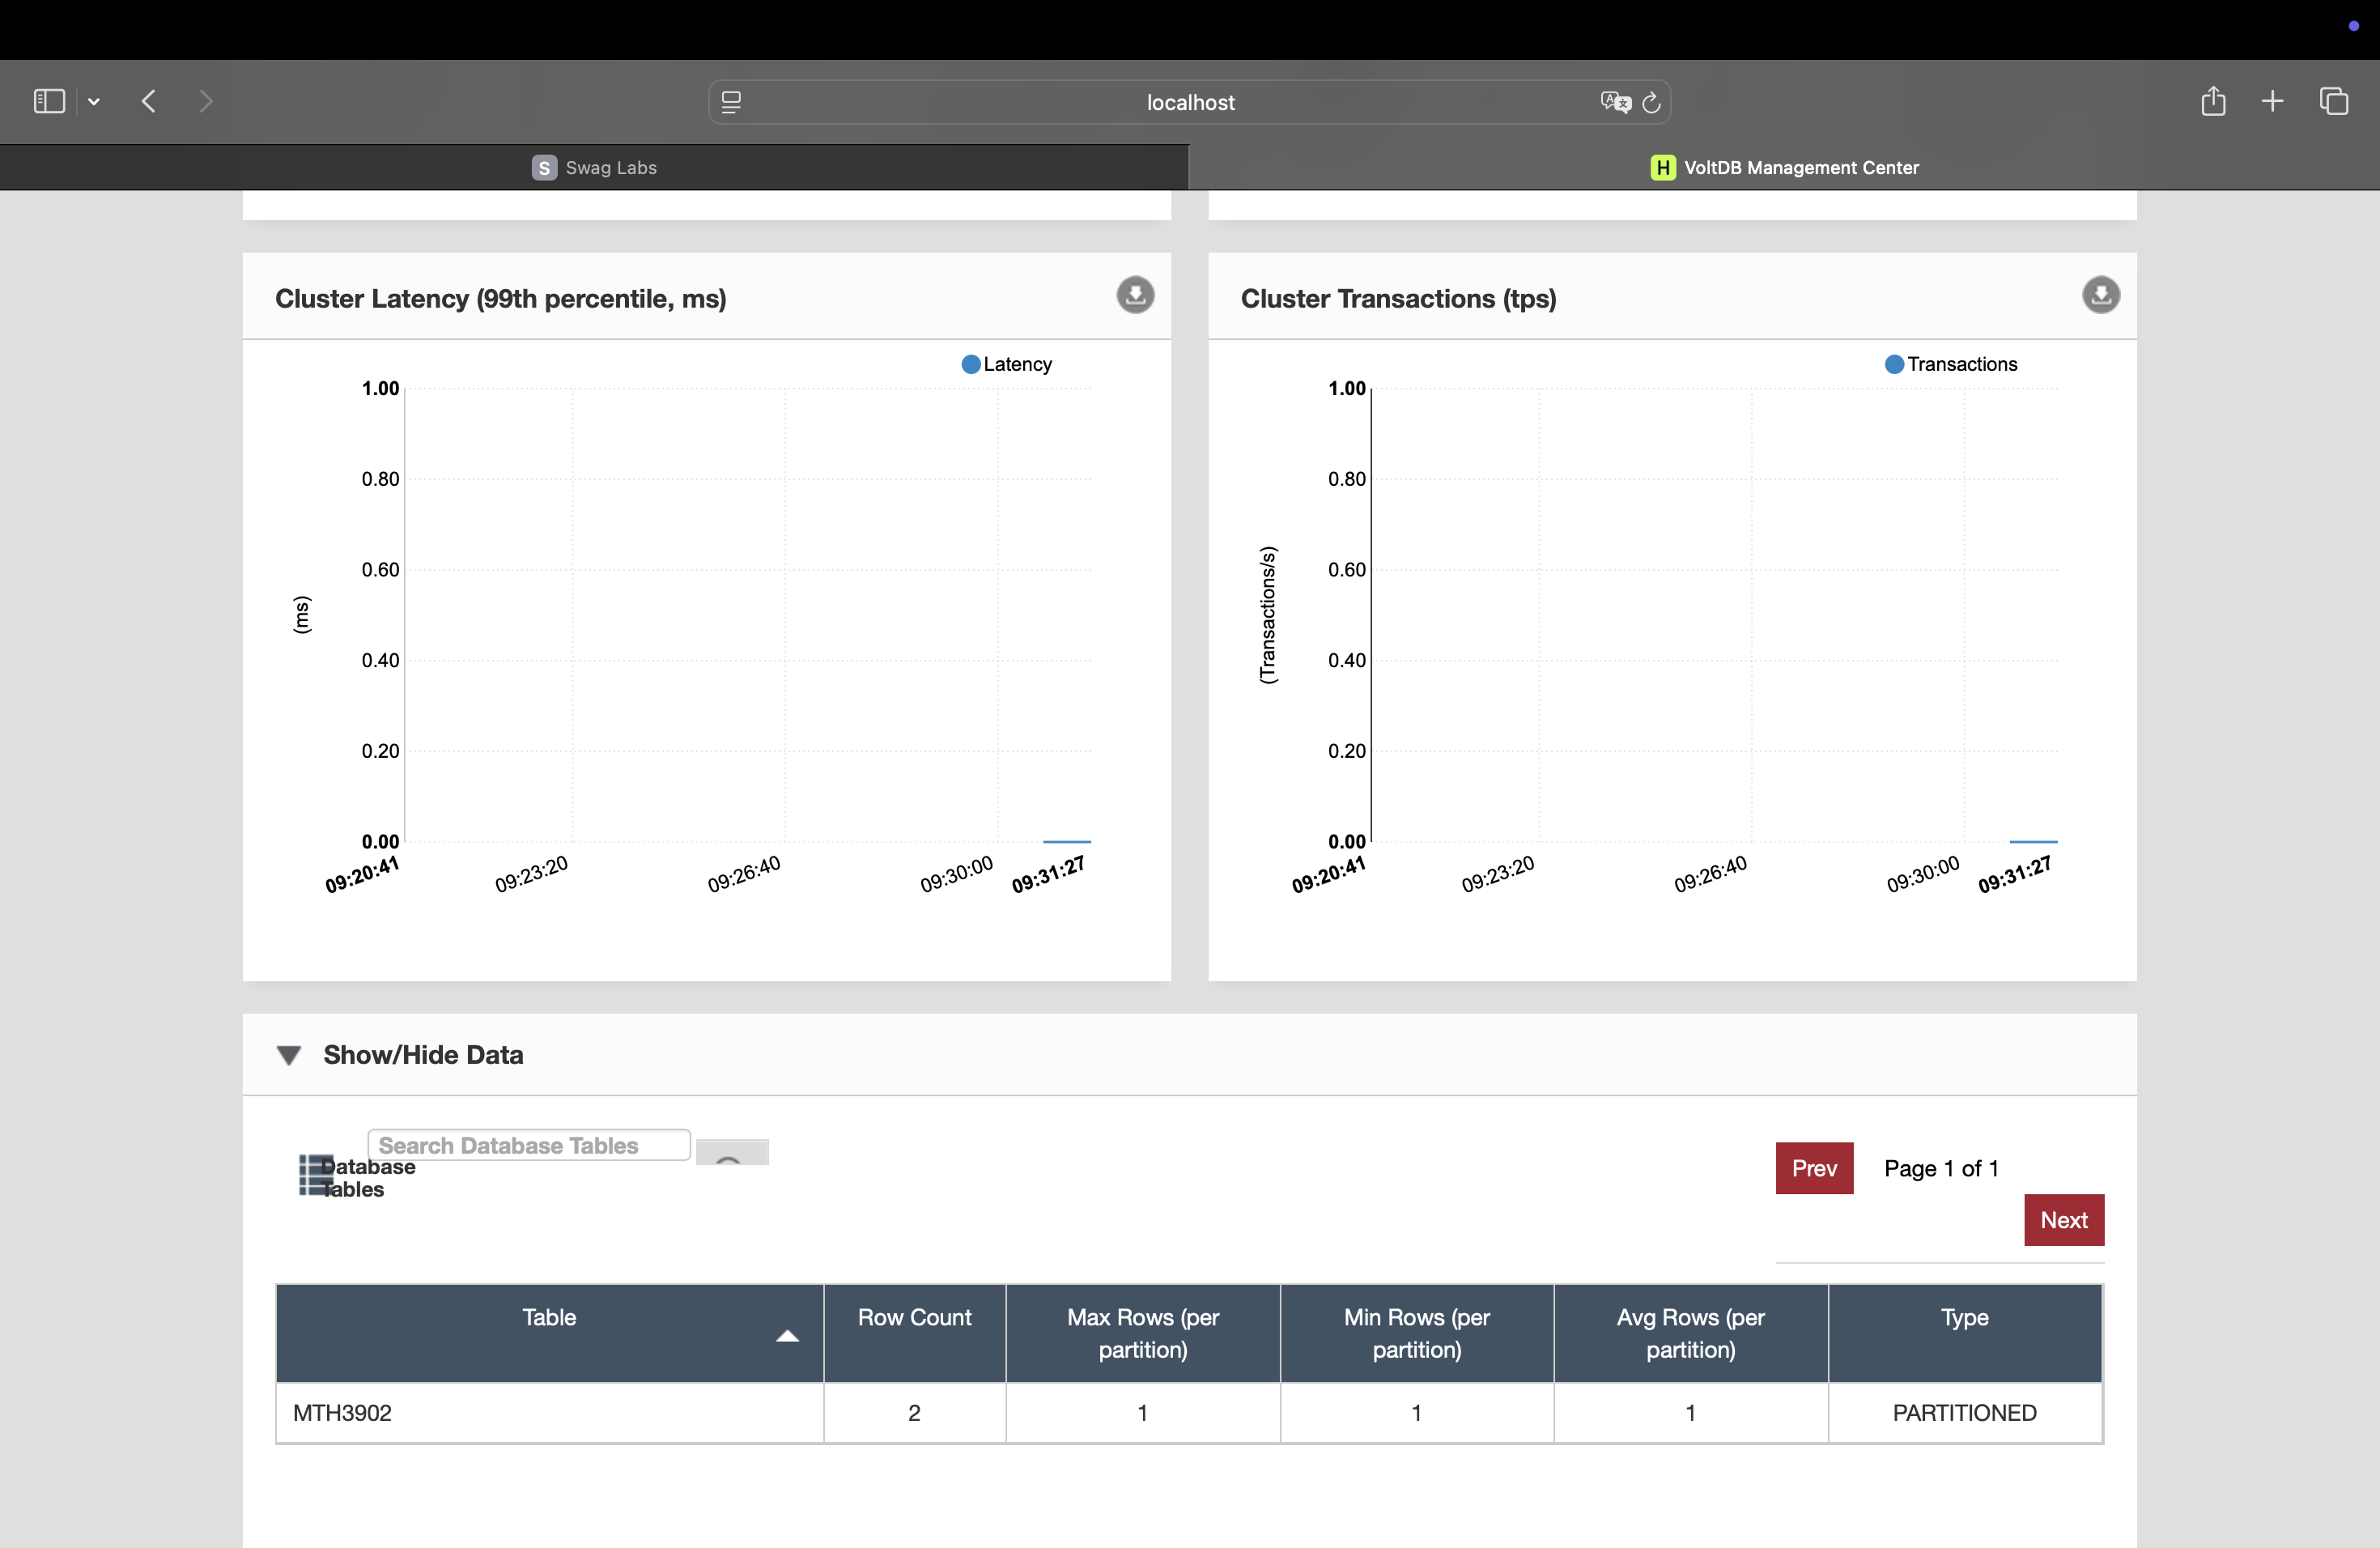 localhost
S Swag Labs
H VoltDB Management Center
Cluster Latency (99th percentile, ms)
Latency
1.00
0.80
0.60
0.40
0.20
0.00
(ms)
09:20:41
09:23:20
09:26:40
09:30:00
09:31:27
Cluster Transactions (tps)
Transactions
1.00
0.80
0.60
0.40
0.20
0.00
(Transactions/s)
09:20:41
09:23:20
09:26:40
09:30:00
09:31:27
Show/Hide Data
Search Database Tables
Database
Tables
Prev Page 1 of 1
Next
Table Row Count Max Rows (per partition) Min Rows (per partition) Avg Rows (per partition) Type
MTH3902 2 1 1 1 PARTITIONED